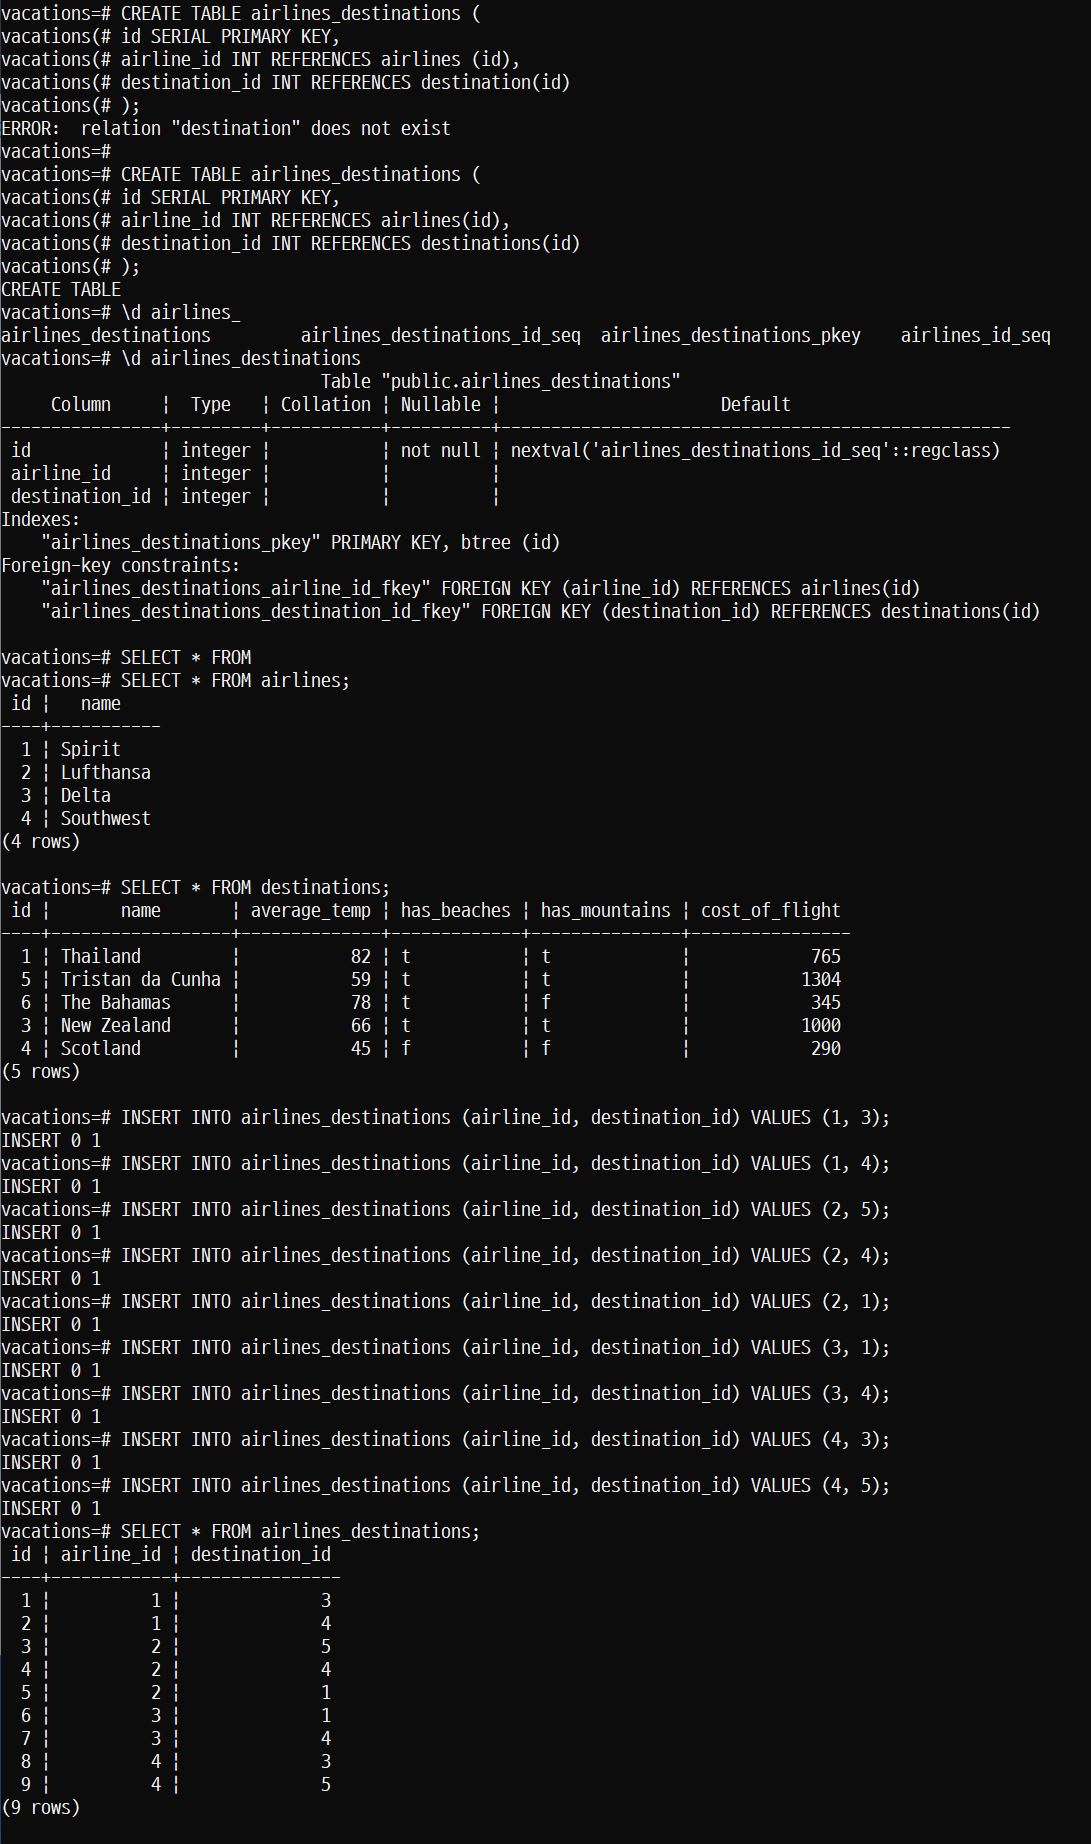 vacations=# CREATE TABLE airlines_destinations (
vacations(# id SERIAL PRIMARY KEY,
vacations(# airline_id INT REFERENCES airlines (id),
vacations(# destination_id INT REFERENCES destination(id)
vacations(# );
ERROR:  relation "destination" does not exist
vacations=#
vacations=# CREATE TABLE airlines_destinations (
vacations(# id SERIAL PRIMARY KEY,
vacations(# airline_id INT REFERENCES airlines(id),
vacations(# destination_id INT REFERENCES destinations(id)
vacations(# );
CREATE TABLE
vacations=# \d airlines_
airlines_destinations         airlines_destinations_id_seq  airlines_destinations_pkey    airlines_id_seq
vacations=# \d airlines_destinations
                                Table "public.airlines_destinations"
     Column     ¦  Type   ¦ Collation ¦ Nullable ¦                      Default
----------------+---------+-----------+----------+---------------------------------------------------
 id             ¦ integer ¦           ¦ not null ¦ nextval('airlines_destinations_id_seq'::regclass)
 airline_id     ¦ integer ¦           ¦          ¦
 destination_id ¦ integer ¦           ¦          ¦
Indexes:
    "airlines_destinations_pkey" PRIMARY KEY, btree (id)
Foreign-key constraints:
    "airlines_destinations_airline_id_fkey" FOREIGN KEY (airline_id) REFERENCES airlines(id)
    "airlines_destinations_destination_id_fkey" FOREIGN KEY (destination_id) REFERENCES destinations(id)

vacations=# SELECT * FROM
vacations=# SELECT * FROM airlines;
 id ¦   name
----+-----------
  1 ¦ Spirit
  2 ¦ Lufthansa
  3 ¦ Delta
  4 ¦ Southwest
(4 rows)

vacations=# SELECT * FROM destinations;
 id ¦       name       ¦ average_temp ¦ has_beaches ¦ has_mountains ¦ cost_of_flight
----+------------------+--------------+-------------+---------------+----------------
  1 ¦ Thailand         ¦           82 ¦ t           ¦ t             ¦            765
  5 ¦ Tristan da Cunha ¦           59 ¦ t           ¦ t             ¦           1304
  6 ¦ The Bahamas      ¦           78 ¦ t           ¦ f             ¦            345
  3 ¦ New Zealand      ¦           66 ¦ t           ¦ t             ¦           1000
  4 ¦ Scotland         ¦           45 ¦ f           ¦ f             ¦            290
(5 rows)

vacations=# INSERT INTO airlines_destinations (airline_id, destination_id) VALUES (1, 3);
INSERT 0 1
vacations=# INSERT INTO airlines_destinations (airline_id, destination_id) VALUES (1, 4);
INSERT 0 1
vacations=# INSERT INTO airlines_destinations (airline_id, destination_id) VALUES (2, 5);
INSERT 0 1
vacations=# INSERT INTO airlines_destinations (airline_id, destination_id) VALUES (2, 4);
INSERT 0 1
vacations=# INSERT INTO airlines_destinations (airline_id, destination_id) VALUES (2, 1);
INSERT 0 1
vacations=# INSERT INTO airlines_destinations (airline_id, destination_id) VALUES (3, 1);
INSERT 0 1
vacations=# INSERT INTO airlines_destinations (airline_id, destination_id) VALUES (3, 4);
INSERT 0 1
vacations=# INSERT INTO airlines_destinations (airline_id, destination_id) VALUES (4, 3);
INSERT 0 1
vacations=# INSERT INTO airlines_destinations (airline_id, destination_id) VALUES (4, 5);
INSERT 0 1
vacations=# SELECT * FROM airlines_destinations;
 id ¦ airline_id ¦ destination_id
----+------------+----------------
  1 ¦          1 ¦              3
  2 ¦          1 ¦              4
  3 ¦          2 ¦              5
  4 ¦          2 ¦              4
  5 ¦          2 ¦              1
  6 ¦          3 ¦              1
  7 ¦          3 ¦              4
  8 ¦          4 ¦              3
  9 ¦          4 ¦              5
(9 rows)